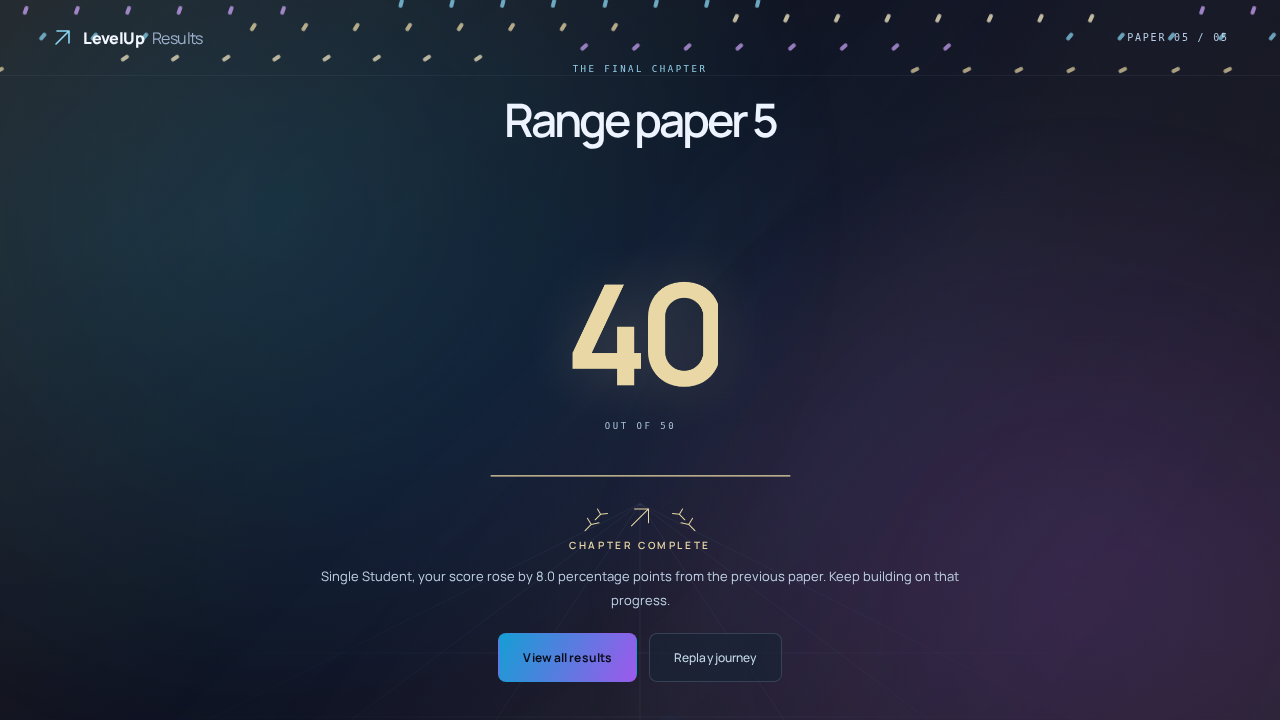 LevelUp Results
PAPER 05 / 05
THE FINAL CHAPTER
Range paper 5
40
OUT OF 50
CHAPTER COMPLETE
Single Student, your score rose by 8.0 percentage points from the previous paper. Keep building on that
progress.
View all results
Replay journey